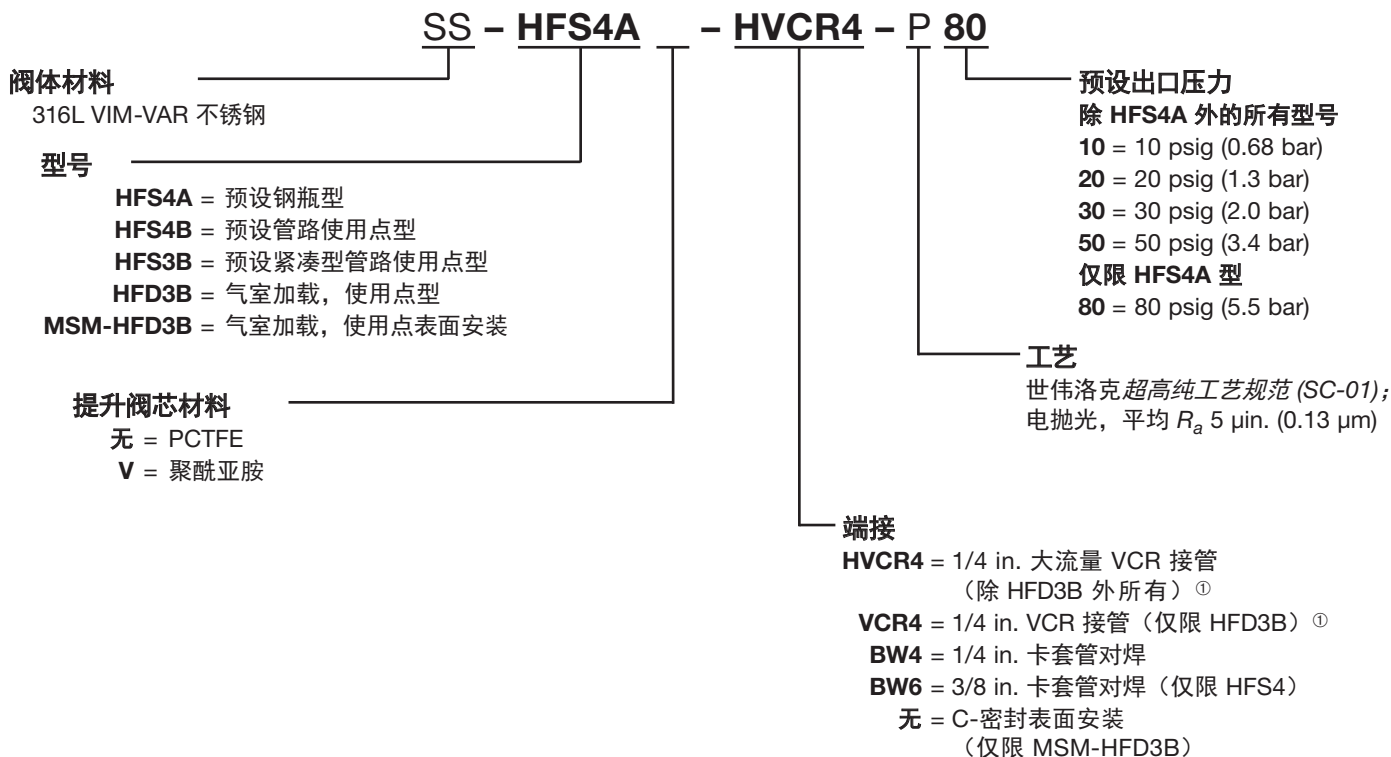 SS – HFS4A – HVCR4 – P 80
阀体材料
316L VIM-VAR 不锈钢
型号
HFS4A = 预设钢瓶型
HFS4B = 预设管路使用点型
HFS3B = 预设紧凑型管路使用点型
HFD3B = 气室加载，使用点型
MSM-HFD3B = 气室加载，使用点表面安装
提升阀芯材料
无 = PCTFE
V = 聚酰亚胺
预设出口压力
除 HFS4A 外的所有型号
10 = 10 psig (0.68 bar)
20 = 20 psig (1.3 bar)
30 = 30 psig (2.0 bar)
50 = 50 psig (3.4 bar)
仅限 HFS4A 型
80 = 80 psig (5.5 bar)
工艺
世伟洛克超高纯工艺规范 (SC-01)；
电抛光，平均 Ra 5 µin. (0.13 µm)
端接
HVCR4 = 1/4 in. 大流量 VCR 接管
（除 HFD3B 外所有）①
VCR4 = 1/4 in. VCR 接管（仅限 HFD3B）①
BW4 = 1/4 in. 卡套管对焊
BW6 = 3/8 in. 卡套管对焊（仅限 HFS4）
无 = C-密封表面安装
（仅限 MSM-HFD3B）